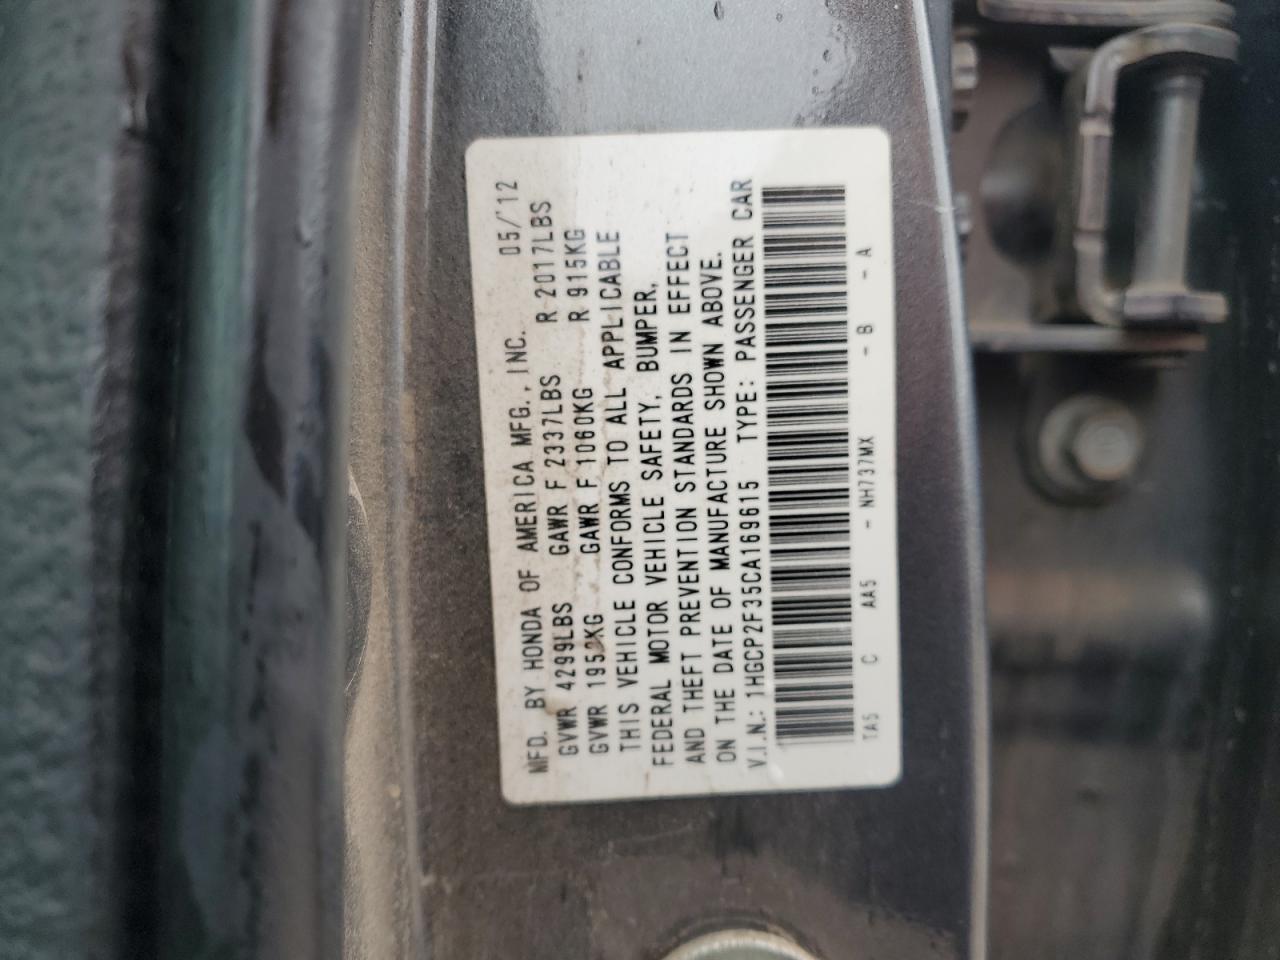 MFD. BY HONDA OF AMERICA MFG., INC. 05/'12
GVWR 4299LBS GAWR F 2337LBS R 2017LBS
GVWR 1950KG GAWR F 1060KG R 915KG
THIS VEHICLE CONFORMS TO ALL APPLICABLE
FEDERAL MOTOR VEHICLE SAFETY, BUMPER,
AND THEFT PREVENTION STANDARDS IN EFFECT
ON THE DATE OF MANUFACTURE SHOWN ABOVE.
V.I.N.: 1HGCP2F35CA169615 TYPE: PASSENGER CAR
TA5 C AA5 - NH737MX - B - A